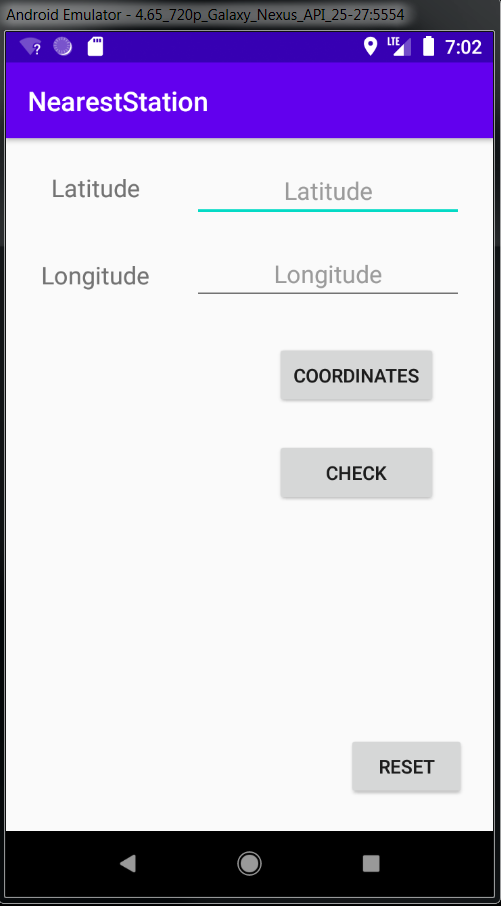 Android Emulator - 4.65_720p_Galaxy_Nexus_API_25-27:5554
? LTE 7:02
NearestStation
Latitude Latitude
Longitude Longitude
COORDINATES
CHECK
RESET